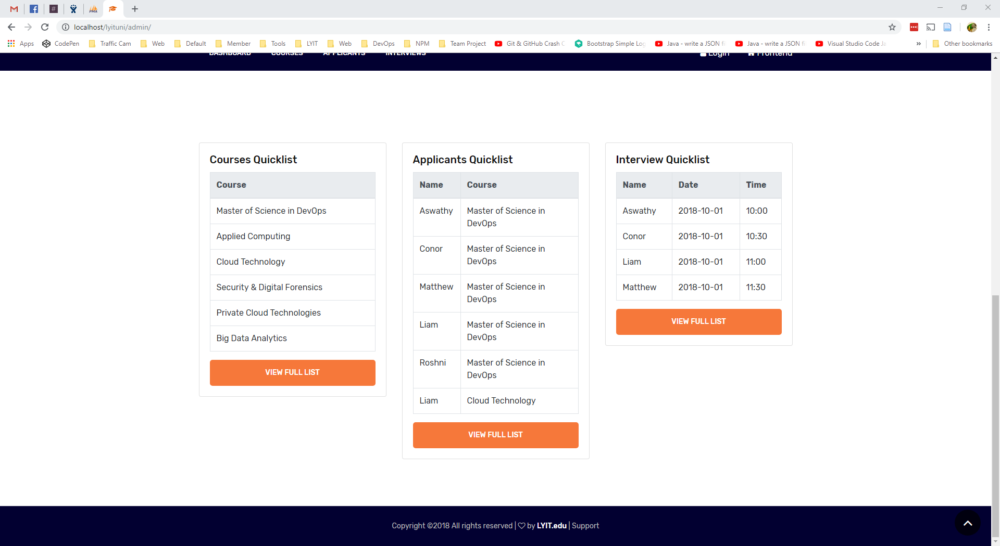 PMA
localhost/lyituni/admin/
Apps CodePen Traffic Cam Web Default Member Tools LYIT Web DevOps NPM Team Project Git & GitHub Crash C Bootstrap Simple Log Java - write a JSON fi Java - write a JSON fi Visual Studio Code Ja » Other bookmarks
DASHBOARD COURSES APPLICANTS INTERVIEWS Login Frontend
Courses Quicklist
Course
Master of Science in DevOps
Applied Computing
Cloud Technology
Security & Digital Forensics
Private Cloud Technologies
Big Data Analytics
VIEW FULL LIST
Applicants Quicklist
Name Course
Aswathy Master of Science in
DevOps
Conor Master of Science in
DevOps
Matthew Master of Science in
DevOps
Liam Master of Science in
DevOps
Roshni Master of Science in
DevOps
Liam Cloud Technology
VIEW FULL LIST
Interview Quicklist
Name Date Time
Aswathy 2018-10-01 10:00
Conor 2018-10-01 10:30
Liam 2018-10-01 11:00
Matthew 2018-10-01 11:30
VIEW FULL LIST
Copyright ©2018 All rights reserved | ♡ by LYIT.edu | Support